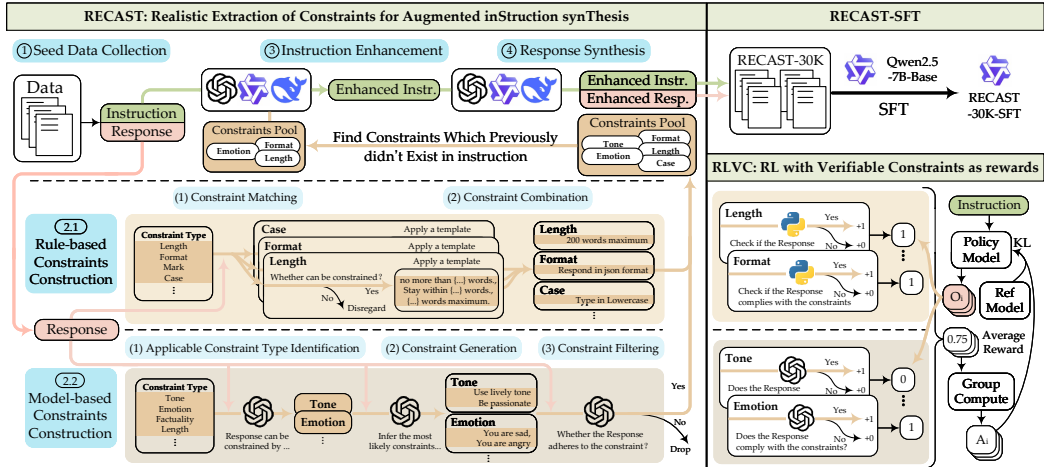 RECAST: Realistic Extraction of Constraints for Augmented inStruction synThesis
① Seed Data Collection
③ Instruction Enhancement
④ Response Synthesis
Data
Instruction
Response
Enhanced Instr.
Enhanced Instr.
Enhanced Resp.
Constraints Pool
Emotion
Format
Length
Find Constraints Which Previously
didn't Exist in instruction
Constraints Pool
Tone
Format
Emotion
Length
Case
(1) Constraint Matching
(2) Constraint Combination
2.1
Rule-based
Constraints
Construction
Constraint Type
Length
Format
Mark
Case
⋮
Case
Apply a template
Format
Apply a template
Length
Apply a template
Whether can be constrained?
No
Yes
Disregard
no more than {...} words.,
Stay within {...} words.,
{...} words maximum.
Length
200 words maximum
Format
Respond in json format
Case
Type in Lowercase
⋮
Response
(1) Applicable Constraint Type Identification
(2) Constraint Generation
(3) Constraint Filtering
2.2
Model-based
Constraints
Construction
Constraint Type
Tone
Emotion
Factuality
Length
⋮
Response can be
constrained by ...
Tone
Emotion
⋮
Infer the most
likely constraints...
Tone
Use lively tone
Be passionate
Emotion
You are sad,
You are angry
⋮
Whether the Response
adheres to the constraint?
Yes
No
Drop
RECAST-SFT
RECAST-30K
Qwen2.5
-7B-Base
SFT
RECAST
-30K-SFT
RLVC: RL with Verifiable Constraints as rewards
Length
Yes
+1
No
+0
Check if the Response
Format
Yes
+1
No
+0
Check if the Response
complies with the constraints
1
⋮
1
Tone
Yes
+1
No
+0
Does the Response
Emotion
Yes
+1
No
+0
Does the Response
comply with the constraints?
0
⋮
1
Instruction
Policy
Model
KL
Oi
Ref
Model
0.75
Average
Reward
Group
Compute
Ai